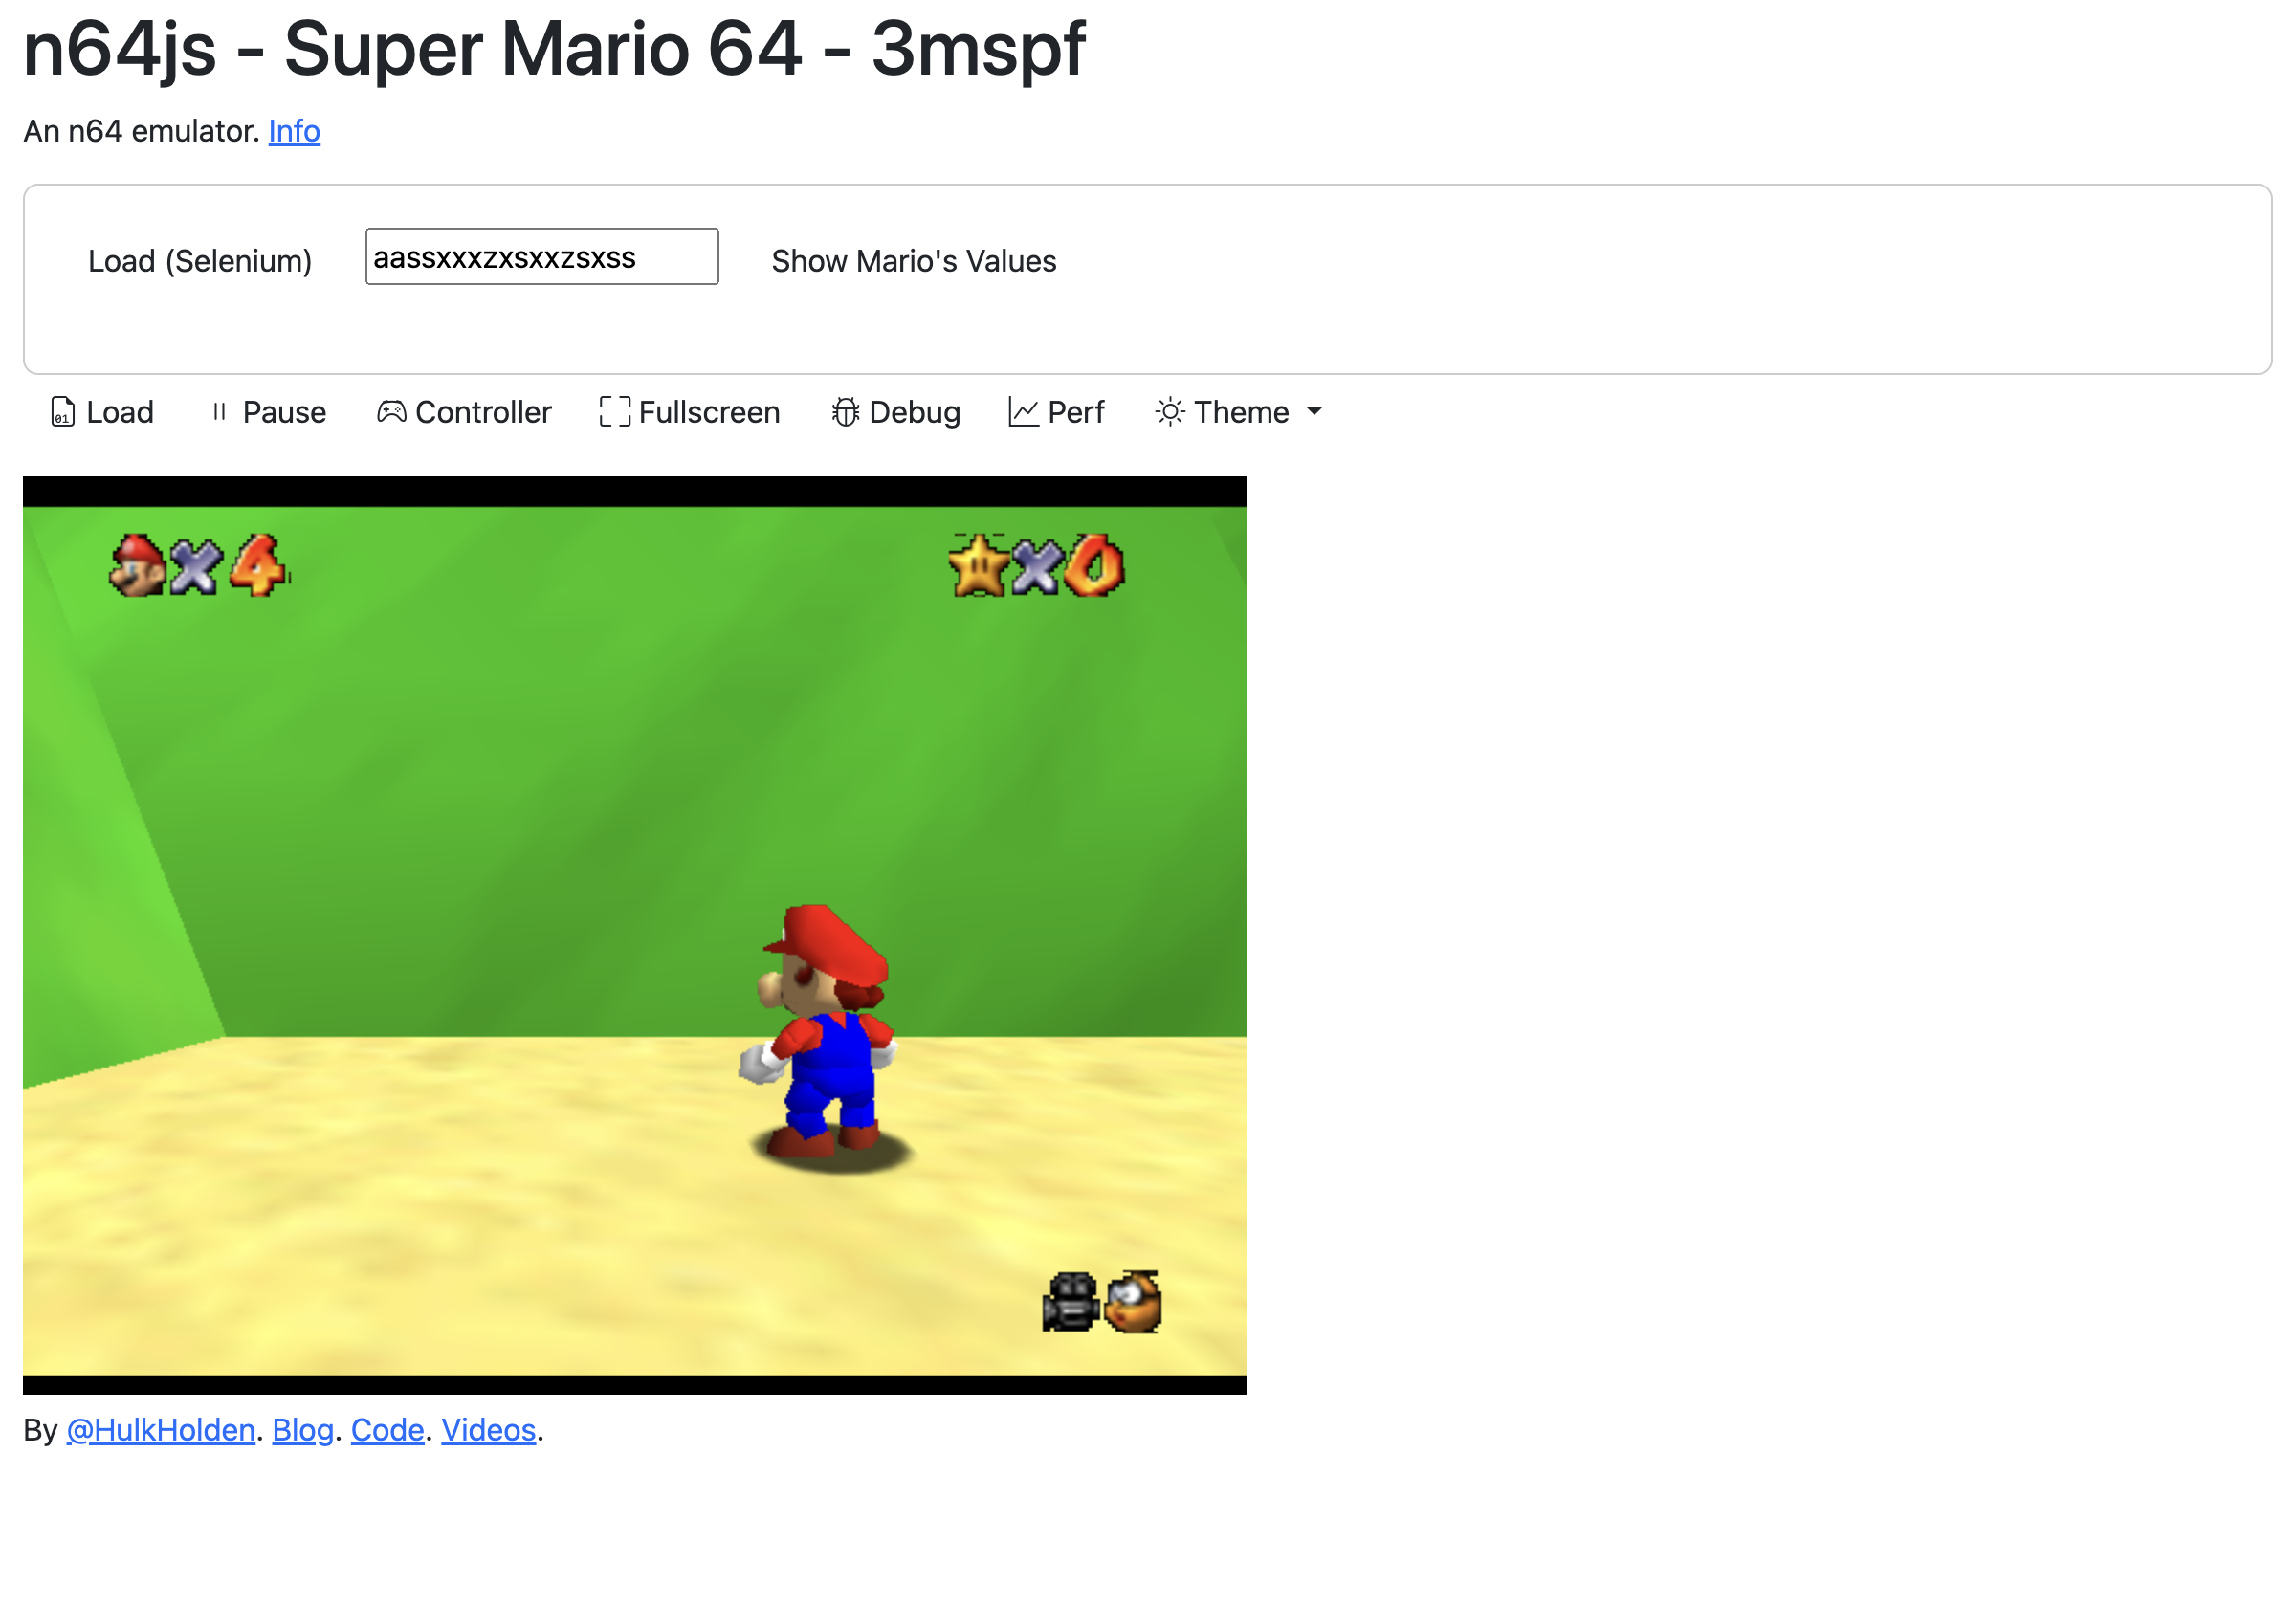 n64js - Super Mario 64 - 3mspf
An n64 emulator. Info
Load (Selenium) aassxxxzxsxxzsxss Show Mario's Values
01 Load Pause Controller Fullscreen Debug Perf Theme
×4 ×0
By @HulkHolden. Blog. Code. Videos.